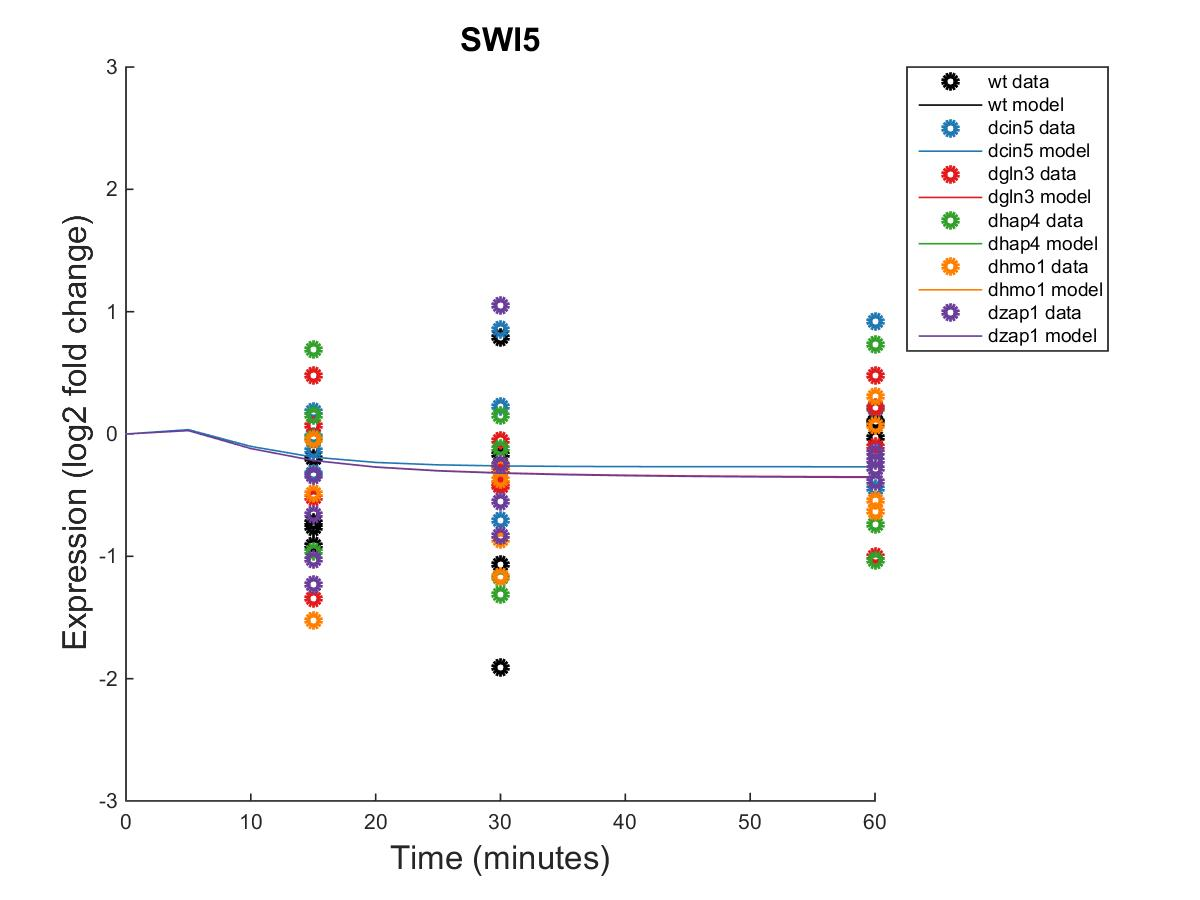 SWI5
3
2
1
0
-1
-2
-3
Expression (log2 fold change)
0 10 20 30 40 50 60
Time (minutes)
wt data
wt model
dcin5 data
dcin5 model
dgln3 data
dgln3 model
dhap4 data
dhap4 model
dhmo1 data
dhmo1 model
dzap1 data
dzap1 model